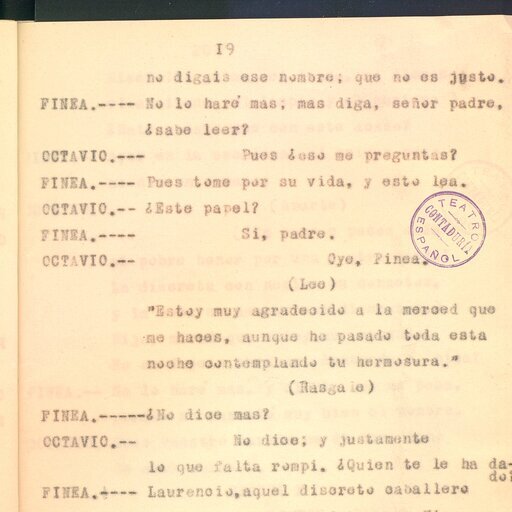 19
no digais ese nombre; que no es justo.
FINEA.---- No lo haré mas; mas diga, señor padre,
¿sabe leer?
OCTAVIO.--- Pues ¿eso me preguntas?
FINEA.---- Pues tome por su vida, y esto lea.
OCTAVIO.-- ¿Este papel?
FINEA.---- Si, padre.
OCTAVIO.-- Oye, Finea.
(Lee)
"Estoy muy agradecido a la merced que
me haces, aunque he pasado toda esta
noche contemplando tu hermosura."
(Rasgale)
FINEA.-----¿No dice mas?
OCTAVIO.-- No dice; y justamente
lo que falta rompi. ¿Quien te le ha da-
do?
FINEA.---- Laurencio,aquel discreto caballero
TEATRO ESPAÑOL
CONTADURIA